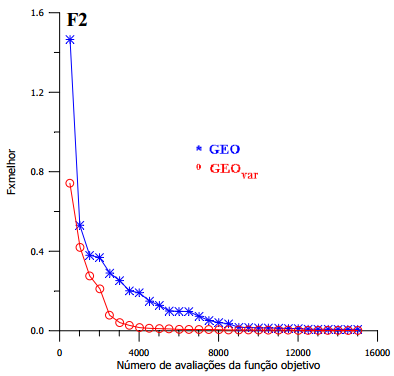 F2
1.6
1.2
0.8
0.4
0.0
Fxmelhor
GEO
GEOvar
0 4000 8000 12000 16000
Número de avaliações da função objetivo